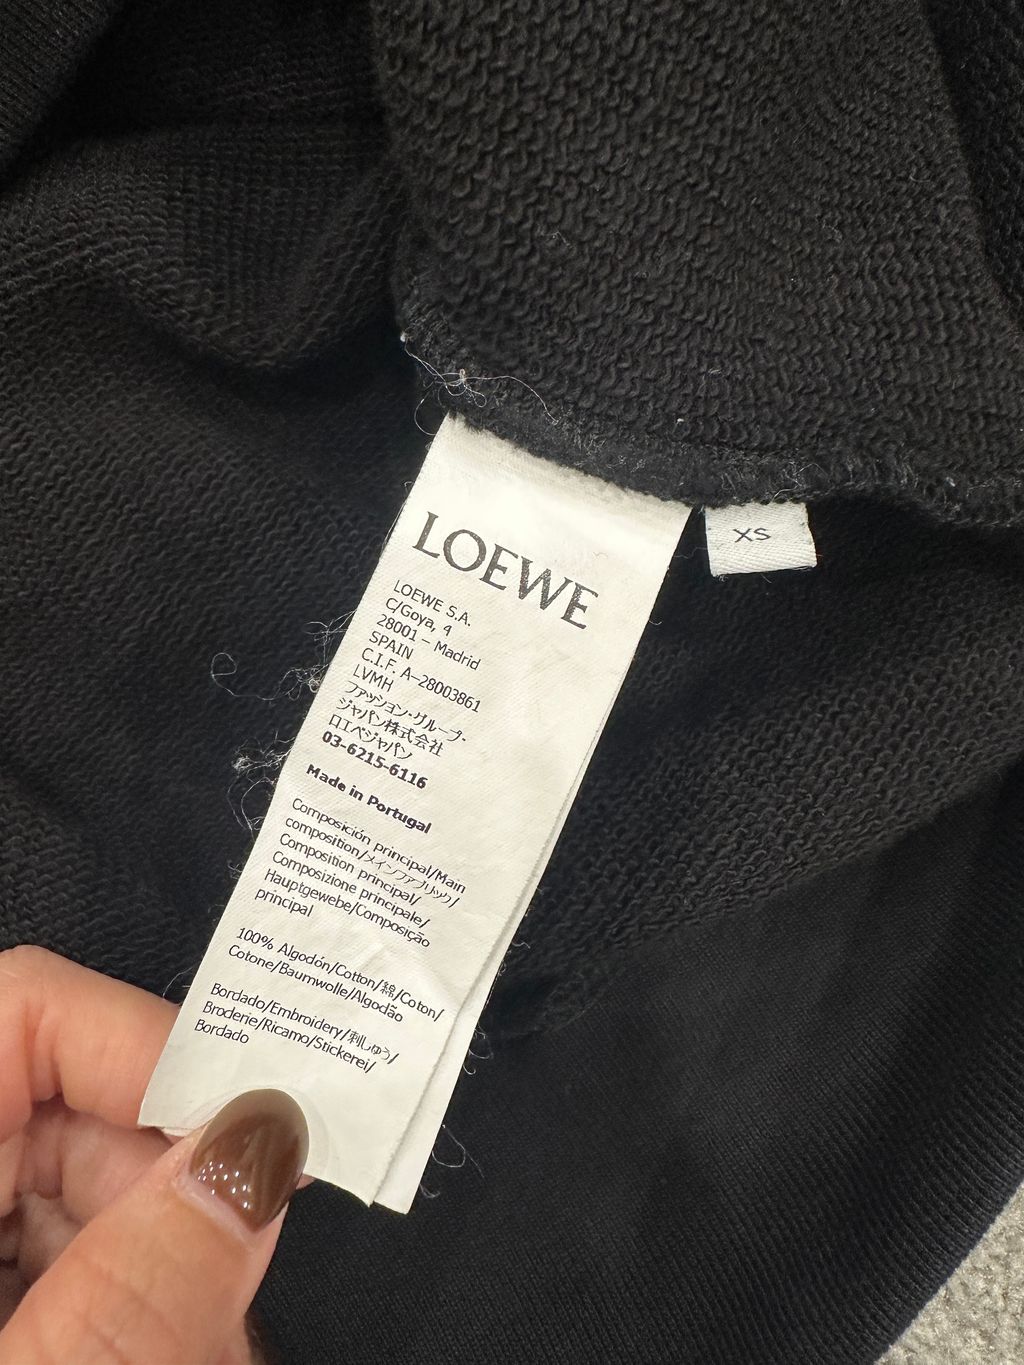 LOEWE
XS
LOEWE S.A.
C/Goya, 4
28001 – Madrid
SPAIN
C.I.F. A-28003861
LVMH
ファッション・グループ・
ジャパン株式会社
ロエベジャパン
03-6215-6116
Made in Portugal
Composición principal/Main
composition/メインファブリック/
Composition principal/
Composizione principale/
Hauptgewebe/Composição
principal
100% Algodón/Cotton/綿/Coton/
Cotone/Baumwolle/Algodão
Bordado/Embroidery/刺しゅう/
Broderie/Ricamo/Stickerei/
Bordado